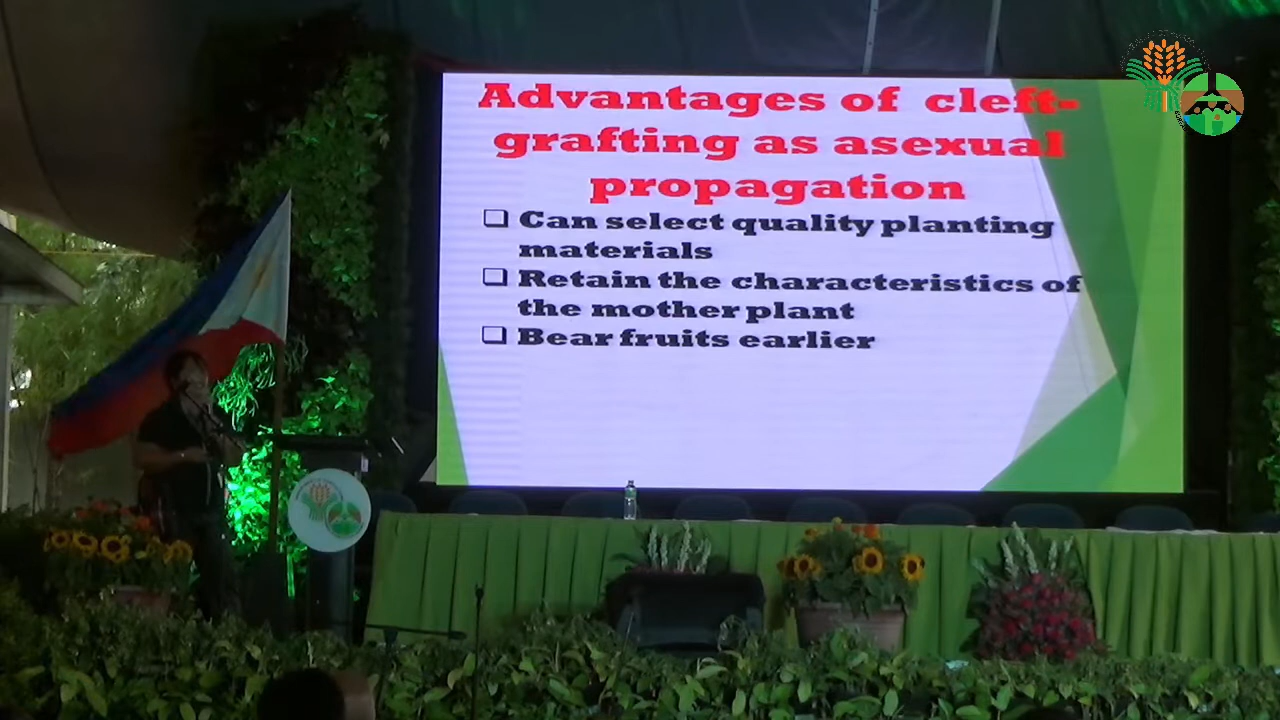 Advantages of cleft-
grafting as asexual
propagation
❑ Can select quality planting
materials
❑ Retain the characteristics of
the mother plant
❑ Bear fruits earlier